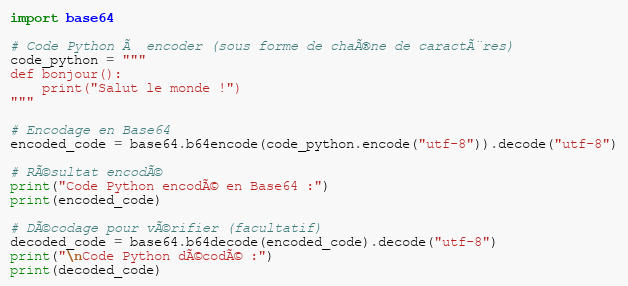 import base64

# Code Python Ã  encoder (sous forme de chaÃ®ne de caractÃ¨res)
code_python = """
def bonjour():
    print("Salut le monde !")
"""

# Encodage en Base64
encoded_code = base64.b64encode(code_python.encode("utf-8")).decode("utf-8")

# RÃ©sultat encodÃ©
print("Code Python encodÃ© en Base64 :")
print(encoded_code)

# DÃ©codage pour vÃ©rifier (facultatif)
decoded_code = base64.b64decode(encoded_code).decode("utf-8")
print("\nCode Python dÃ©codÃ© :")
print(decoded_code)